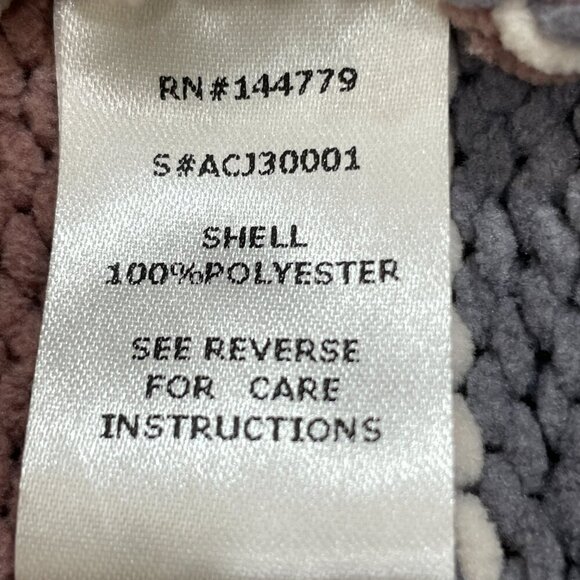 RN#144779
S#ACJ30001
SHELL
100%POLYESTER
SEE REVERSE
FOR CARE
INSTRUCTIONS